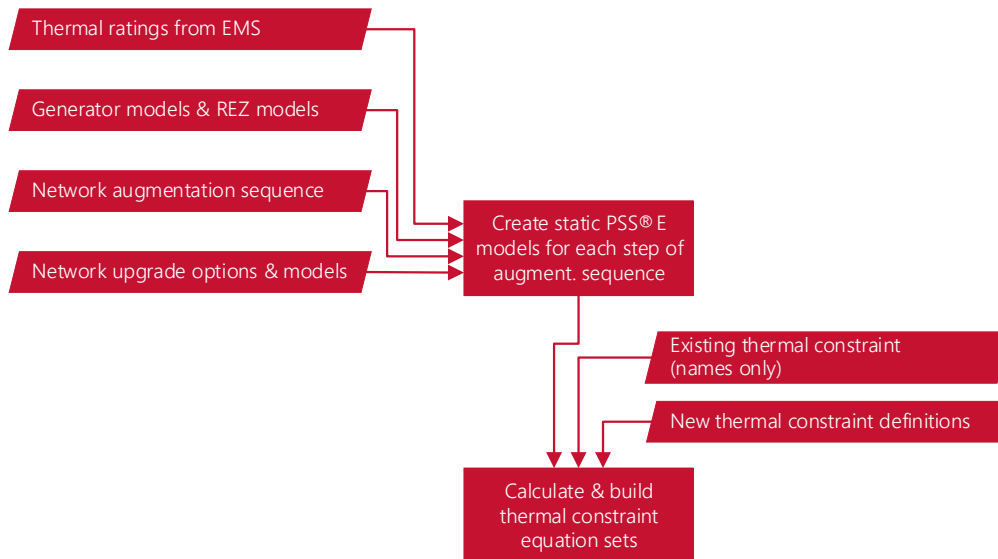 Thermal ratings from EMS
Generator models & REZ models
Network augmentation sequence
Network upgrade options & models
Create static PSS® E
models for each step of
augment. sequence
Existing thermal constraint
(names only)
New thermal constraint definitions
Calculate & build
thermal constraint
equation sets